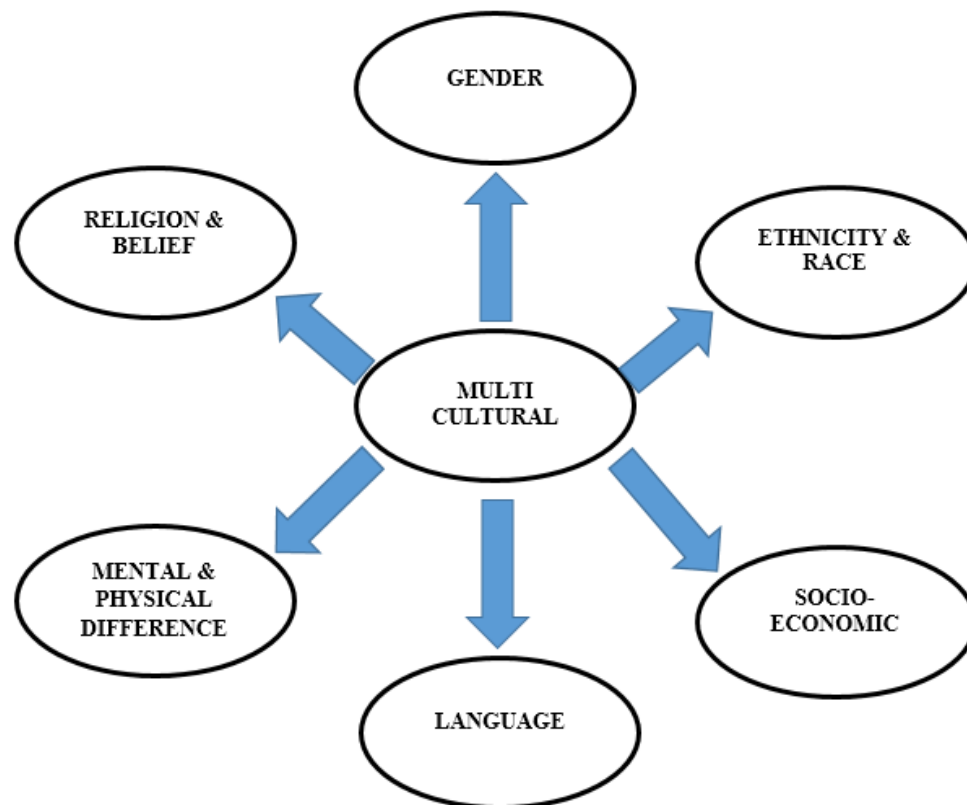 GENDER
RELIGION &
BELIEF
ETHNICITY &
RACE
MULTI
CULTURAL
MENTAL &
PHYSICAL
DIFFERENCE
SOCIO-
ECONOMIC
LANGUAGE